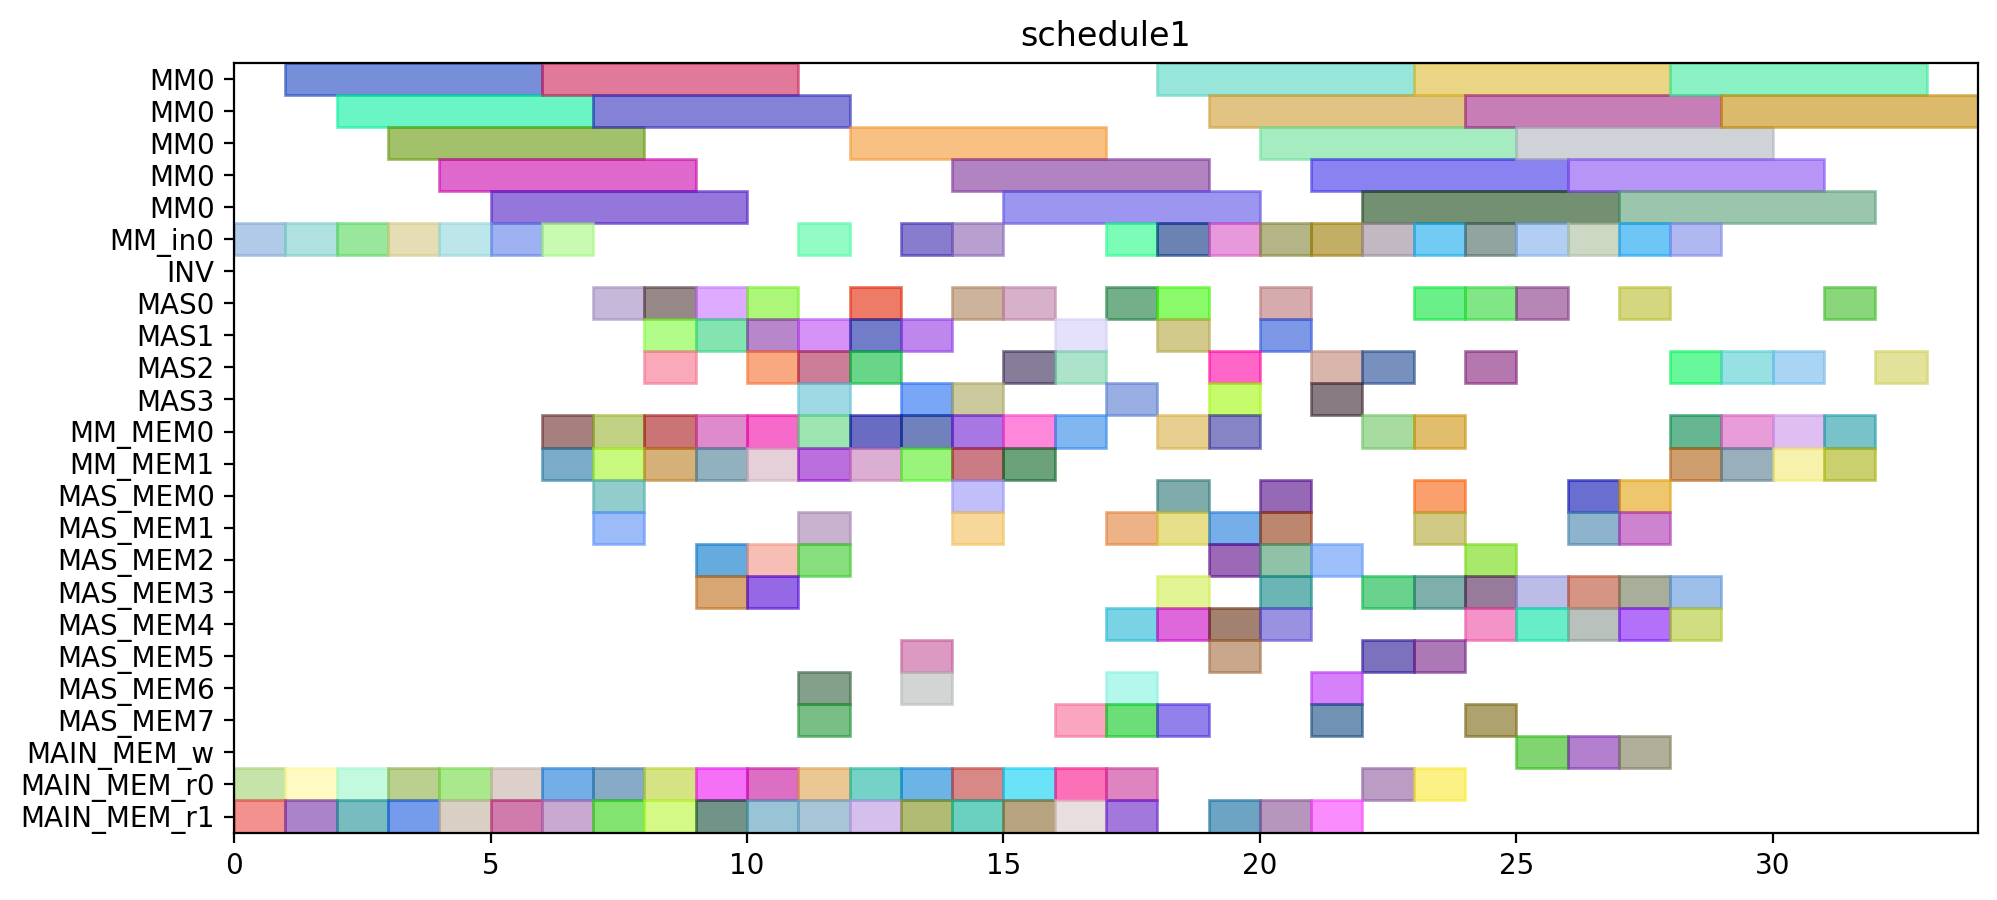 schedule1
MM0
MM0
MM0
MM0
MM0
MM_in0
INV
MAS0
MAS1
MAS2
MAS3
MM_MEM0
MM_MEM1
MAS_MEM0
MAS_MEM1
MAS_MEM2
MAS_MEM3
MAS_MEM4
MAS_MEM5
MAS_MEM6
MAS_MEM7
MAIN_MEM_w
MAIN_MEM_r0
MAIN_MEM_r1
0 5 10 15 20 25 30